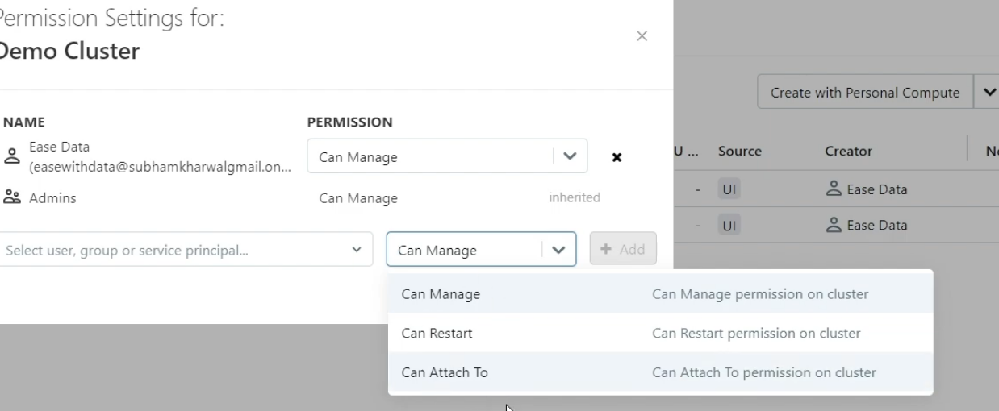 Permission Settings for:
Demo Cluster
Create with Personal Compute
NAME PERMISSION
Ease Data
(easewithdata@subhamkharwalgmail.on...
Can Manage
Admins Can Manage inherited
U ... Source Creator
- UI Ease Data
- UI Ease Data
Select user, group or service principal... Can Manage + Add
Can Manage Can Manage permission on cluster
Can Restart Can Restart permission on cluster
Can Attach To Can Attach To permission on cluster